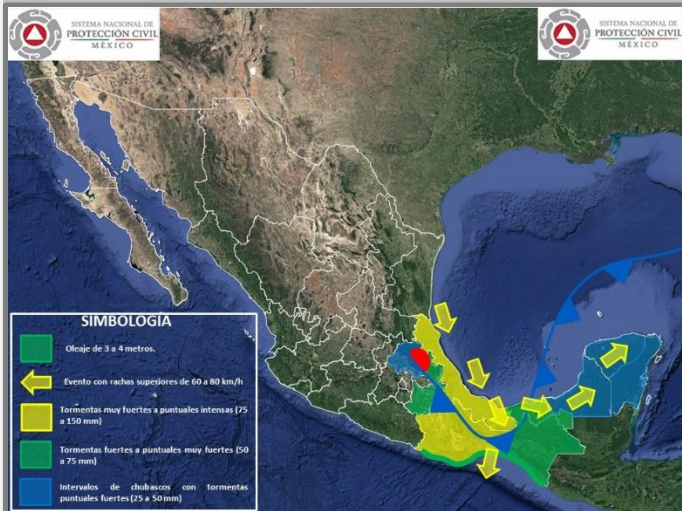 SISTEMA NACIONAL DE
PROTECCIÓN CIVIL
MÉXICO
SISTEMA NACIONAL DE
PROTECCIÓN CIVIL
MÉXICO
SIMBOLOGÍA
Oleaje de 3 a 4 metros.
Evento con rachas superiores de 60 a 80 km/h
Tormentas muy fuertes a puntuales intensas (75
a 150 mm)
Tormentas fuertes a puntuales muy fuertes (50
a 75 mm)
Intervalos de chubascos con tormentas
puntuales fuertes (25 a 50 mm)